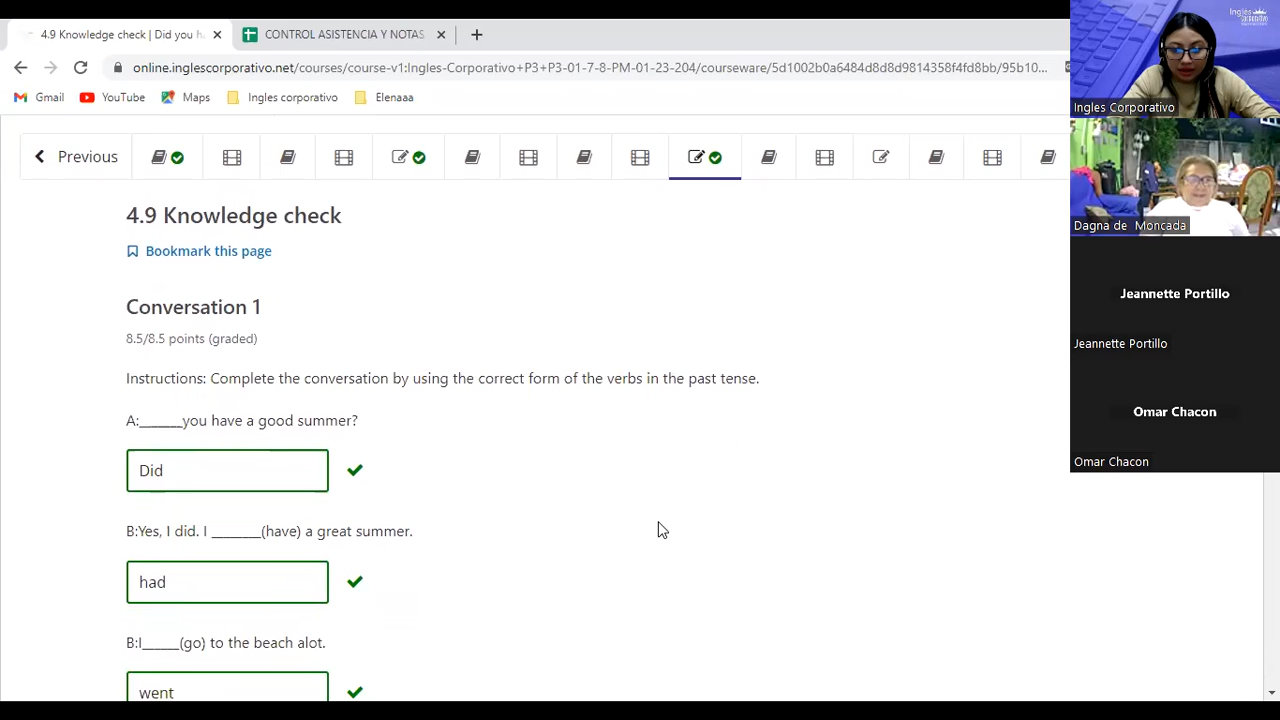 4.9 Knowledge check | Did you h
CONTROL ASISTENCIA Y NOTAS
online.inglescorporativo.net/courses/course-v1:Ingles-Corporativo+P3+P3-01-7-8-PM-01-23-204/courseware/5d1002b0a6484d8d8d9814358f4fd8bb/95b10...
Gmail
YouTube
Maps
Ingles corporativo
Elenaaa
Previous
4.9 Knowledge check
Bookmark this page
Conversation 1
8.5/8.5 points (graded)
Instructions: Complete the conversation by using the correct form of the verbs in the past tense.
A:______you have a good summer?
Did
B:Yes, I did. I _______(have) a great summer.
had
B:I_____(go) to the beach alot.
went
Ingles
Ingles Corporativo
Dagna de Moncada
Jeannette Portillo
Jeannette Portillo
Omar Chacon
Omar Chacon